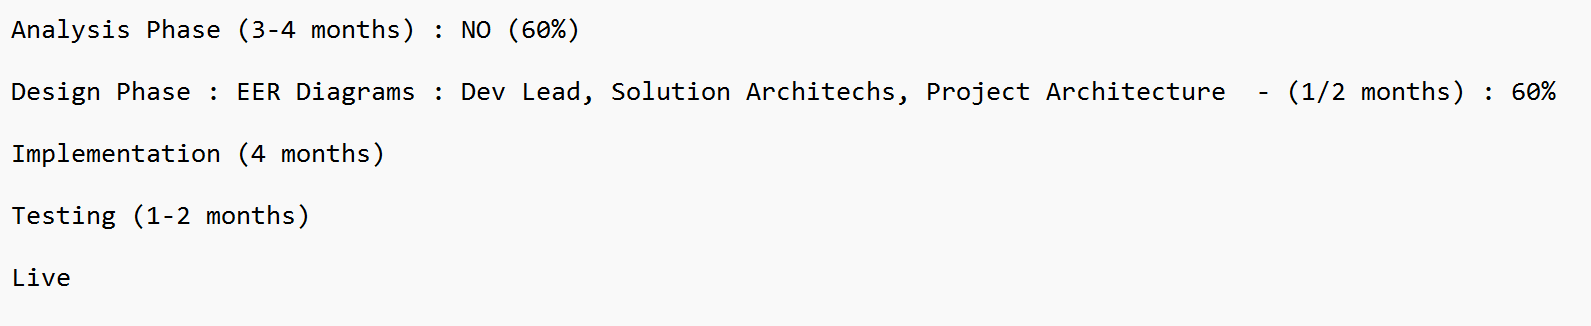 Analysis Phase (3-4 months) : NO (60%)
Design Phase : EER Diagrams : Dev Lead, Solution Architechs, Project Architecture  - (1/2 months) : 60%
Implementation (4 months)
Testing (1-2 months)
Live